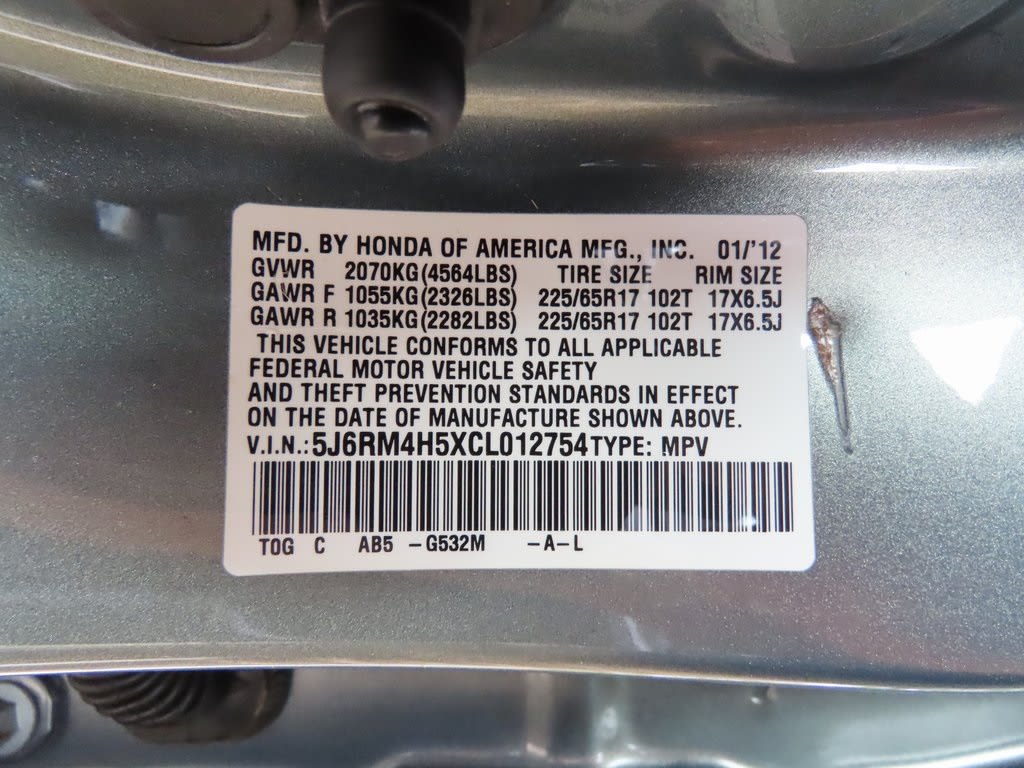 MFD. BY HONDA OF AMERICA MFG., INC. 01/'12
GVWR 2070KG(4564LBS) TIRE SIZE RIM SIZE
GAWR F 1055KG(2326LBS) 225/65R17 102T 17X6.5J
GAWR R 1035KG(2282LBS) 225/65R17 102T 17X6.5J
THIS VEHICLE CONFORMS TO ALL APPLICABLE
FEDERAL MOTOR VEHICLE SAFETY
AND THEFT PREVENTION STANDARDS IN EFFECT
ON THE DATE OF MANUFACTURE SHOWN ABOVE.
V.I.N.:5J6RM4H5XCL012754TYPE: MPV
TOG C AB5 -G532M -A-L